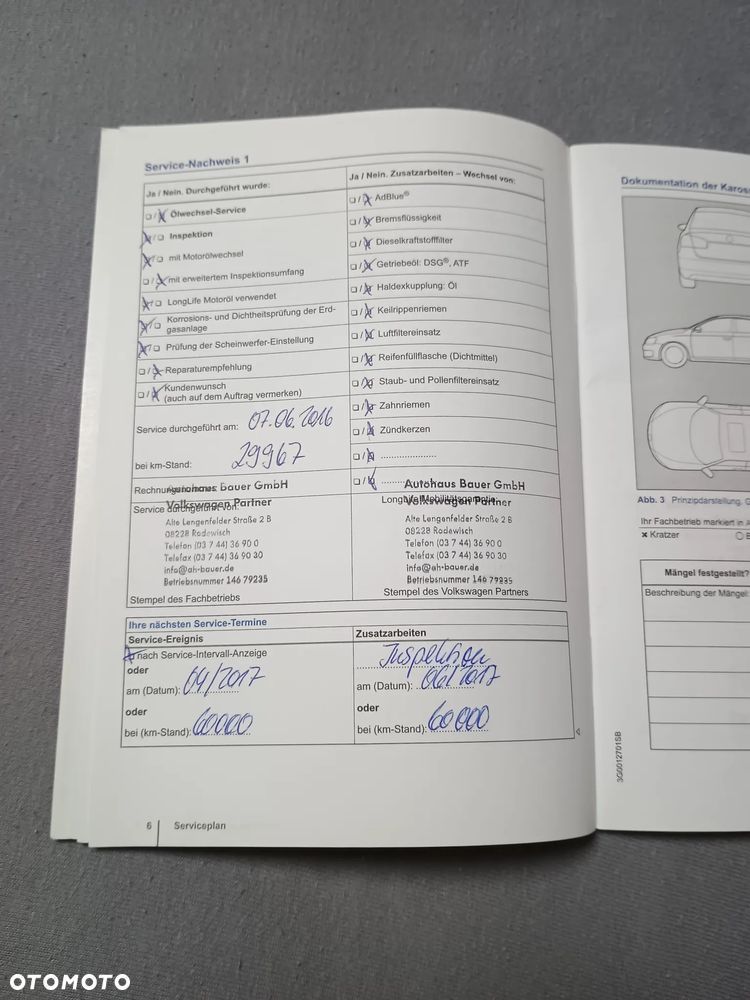 Service-Nachweis 1
Ja / Nein. Durchgeführt wurde:
Ölwechsel-Service
Inspektion
mit Motorölwechsel
mit erweitertem Inspektionsumfang
LongLife Motoröl verwendet
Korrosions- und Dichtheitsprüfung der Erd-
gasanlage
Prüfung der Scheinwerfer-Einstellung
Reparaturempfehlung
Kundenwunsch
(auch auf dem Auftrag vermerken)
Service durchgeführt am: 07.06.2016
bei km-Stand: 29967
Ja / Nein. Zusatzarbeiten – Wechsel von:
AdBlue®
Bremsflüssigkeit
Dieselkraftstofffilter
Getriebeöl: DSG®, ATF
Haldexkupplung: Öl
Keilrippenriemen
Luftfiltereinsatz
Reifenfüllflasche (Dichtmittel)
Staub- und Pollenfiltereinsatz
Zahnriemen
Zündkerzen
Autohaus Bauer GmbH
Service durchgeführt von:
Volkswagen Partner
Alte Lengenfelder Straße 2 B
08228 Rodewisch
Telefon (03 7 44) 36 90 0
Telefax (03 7 44) 36 90 30
info@ah-bauer.de
Betriebsnummer 146 79235
Stempel des Fachbetriebs
Autohaus Bauer GmbH
Volkswagen Partner
Alte Lengenfelder Straße 2 B
08228 Rodewisch
Telefon (03 7 44) 36 90 0
Telefax (03 7 44) 36 90 30
info@ah-bauer.de
Betriebsnummer 146 79235
Stempel des Volkswagen Partners
Ihre nächsten Service-Termine
Service-Ereignis
nach Service-Intervall-Anzeige
oder
am (Datum): 04/2017
oder
bei (km-Stand): 60000
Zusatzarbeiten
Inspektion
am (Datum): 06/2017
oder
bei (km-Stand): 60000
6 Serviceplan
Dokumentation der Karos
Abb. 3 Prinzipdarstellung.
Ihr Fachbetrieb markiert in
x Kratzer
Mängel festgestellt?
Beschreibung der Mängel:
3G0012701SB
OTOMOTO